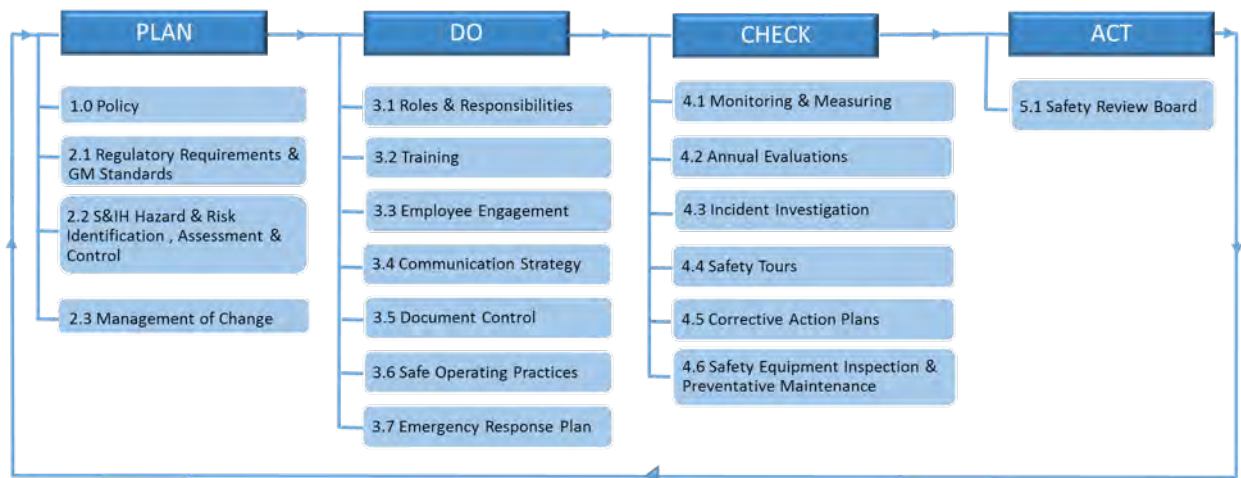 PLAN
1.0 Policy
2.1 Regulatory Requirements &
GM Standards
2.2 S&IH Hazard & Risk
Identification , Assessment &
Control
2.3 Management of Change
DO
3.1 Roles & Responsibilities
3.2 Training
3.3 Employee Engagement
3.4 Communication Strategy
3.5 Document Control
3.6 Safe Operating Practices
3.7 Emergency Response Plan
CHECK
4.1 Monitoring & Measuring
4.2 Annual Evaluations
4.3 Incident Investigation
4.4 Safety Tours
4.5 Corrective Action Plans
4.6 Safety Equipment Inspection &
Preventative Maintenance
ACT
5.1 Safety Review Board